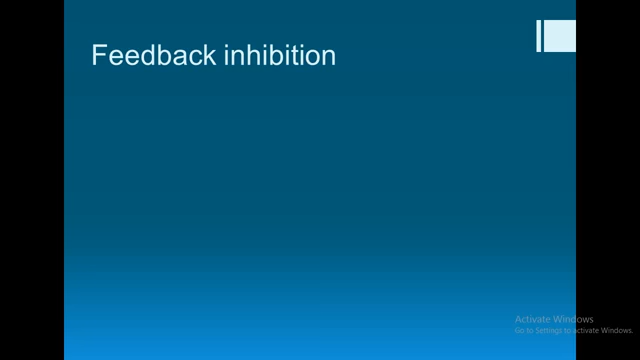 Feedback inhibition
Activate Windows
Go to Settings to activate Windows.